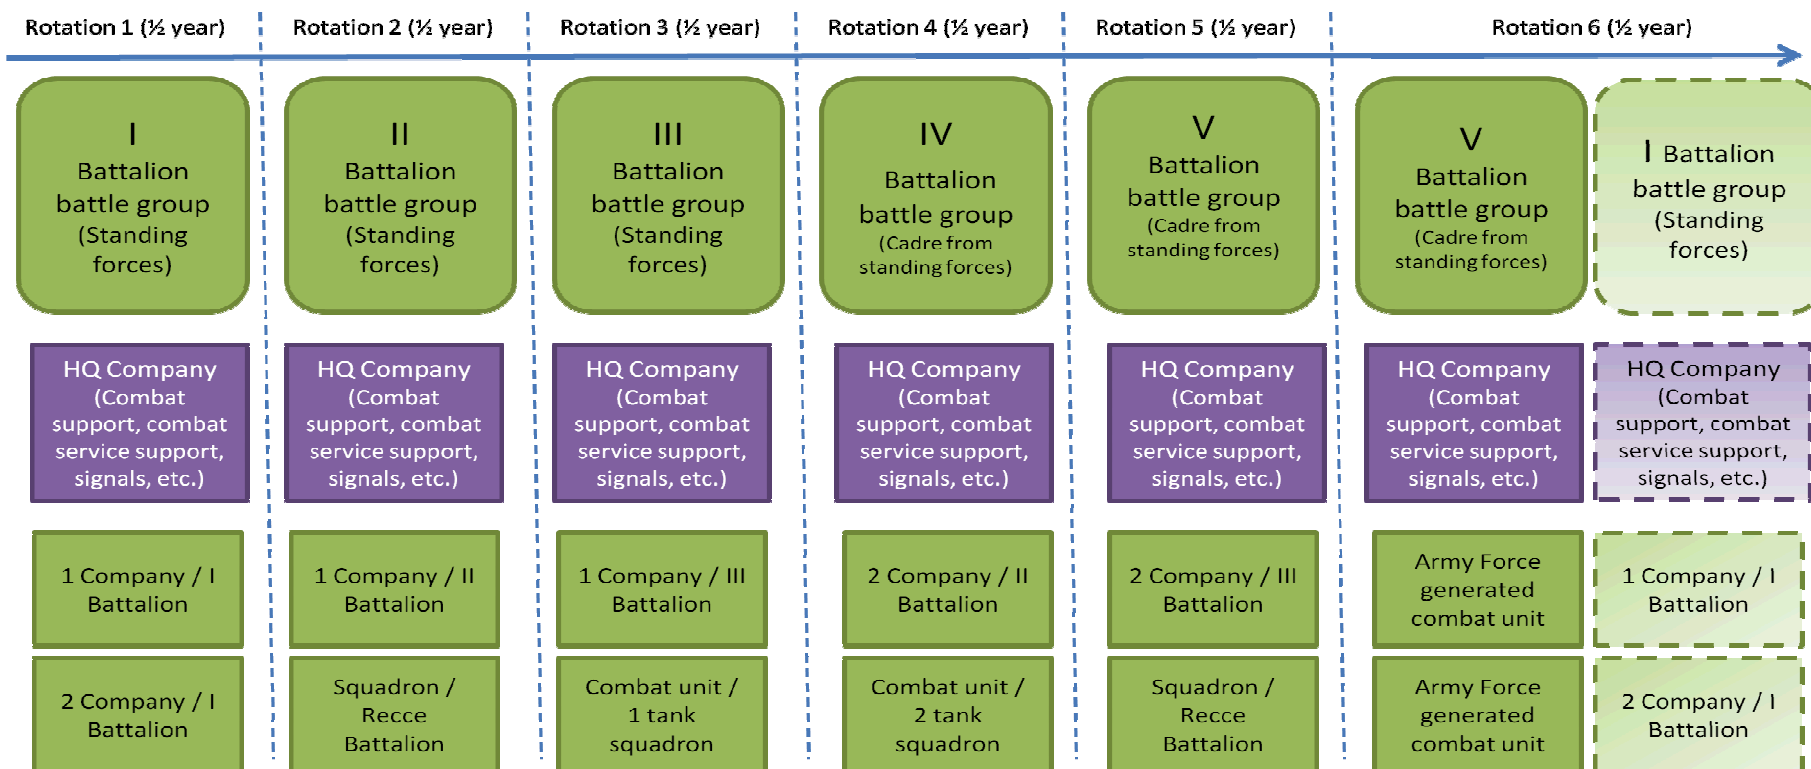 Rotation 1 (½ year)
Rotation 2 (½ year)
Rotation 3 (½ year)
Rotation 4 (½ year)
Rotation 5 (½ year)
Rotation 6 (½ year)
I
Battalion
battle group
(Standing
forces)
II
Battalion
battle group
(Standing
forces)
III
Battalion
battle group
(Standing
forces)
IV
Battalion
battle group
(Cadre from
standing forces)
V
Battalion
battle group
(Cadre from
standing forces)
V
Battalion
battle group
(Cadre from
standing forces)
I Battalion
battle group
(Standing
forces)
HQ Company
(Combat
support, combat
service support,
signals, etc.)
HQ Company
(Combat
support, combat
service support,
signals, etc.)
HQ Company
(Combat
support, combat
service support,
signals, etc.)
HQ Company
(Combat
support, combat
service support,
signals, etc.)
HQ Company
(Combat
support, combat
service support,
signals, etc.)
HQ Company
(Combat
support, combat
service support,
signals, etc.)
HQ Company
(Combat
support, combat
service support,
signals, etc.)
1 Company / I
Battalion
1 Company / II
Battalion
1 Company / III
Battalion
2 Company / II
Battalion
2 Company / III
Battalion
Army Force
generated
combat unit
1 Company / I
Battalion
2 Company / I
Battalion
Squadron /
Recce
Battalion
Combat unit /
1 tank
squadron
Combat unit /
2 tank
squadron
Squadron /
Recce
Battalion
Army Force
generated
combat unit
2 Company / I
Battalion